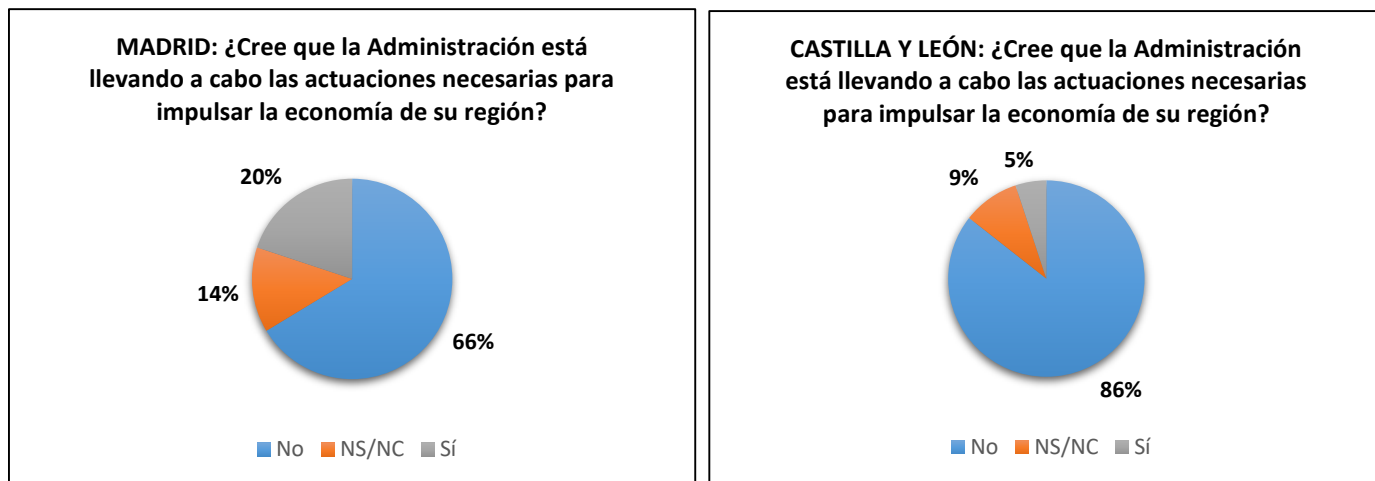 MADRID: ¿Cree que la Administración está
llevando a cabo las actuaciones necesarias para
impulsar la economía de su región?
20%
14%
66%
No NS/NC Sí
CASTILLA Y LEÓN: ¿Cree que la Administración
está llevando a cabo las actuaciones necesarias
para impulsar la economía de su región?
5%
9%
86%
No NS/NC Sí